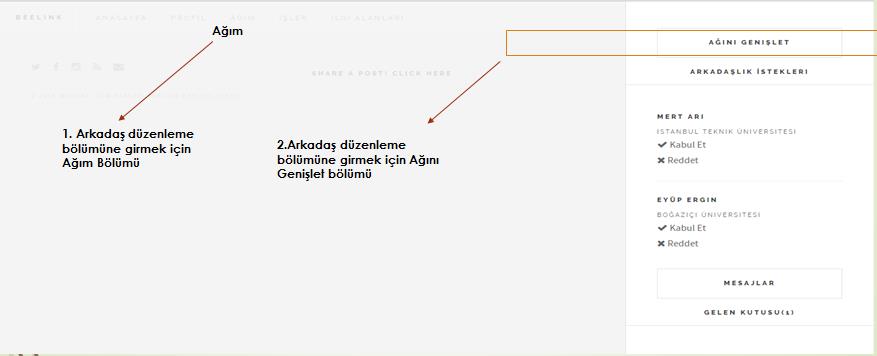 BEELINK ANASAYFA PROFİL AĞIM İŞLER İLGİ ALANLARI
Ağım
AĞINI GENİŞLET
ARKADAŞLIK İSTEKLERİ
SHARE A POST! CLICK HERE
1. Arkadaş düzenleme
bölümüne girmek için
Ağım Bölümü
2.Arkadaş düzenleme
bölümüne girmek için Ağını
Genişlet bölümü
MERT ARI
İSTANBUL TEKNİK ÜNİVERSİTESİ
Kabul Et
Reddet
EYÜP ERGİN
BOĞAZİÇİ ÜNİVERSİTESİ
Kabul Et
Reddet
MESAJLAR
GELEN KUTUSU(1)